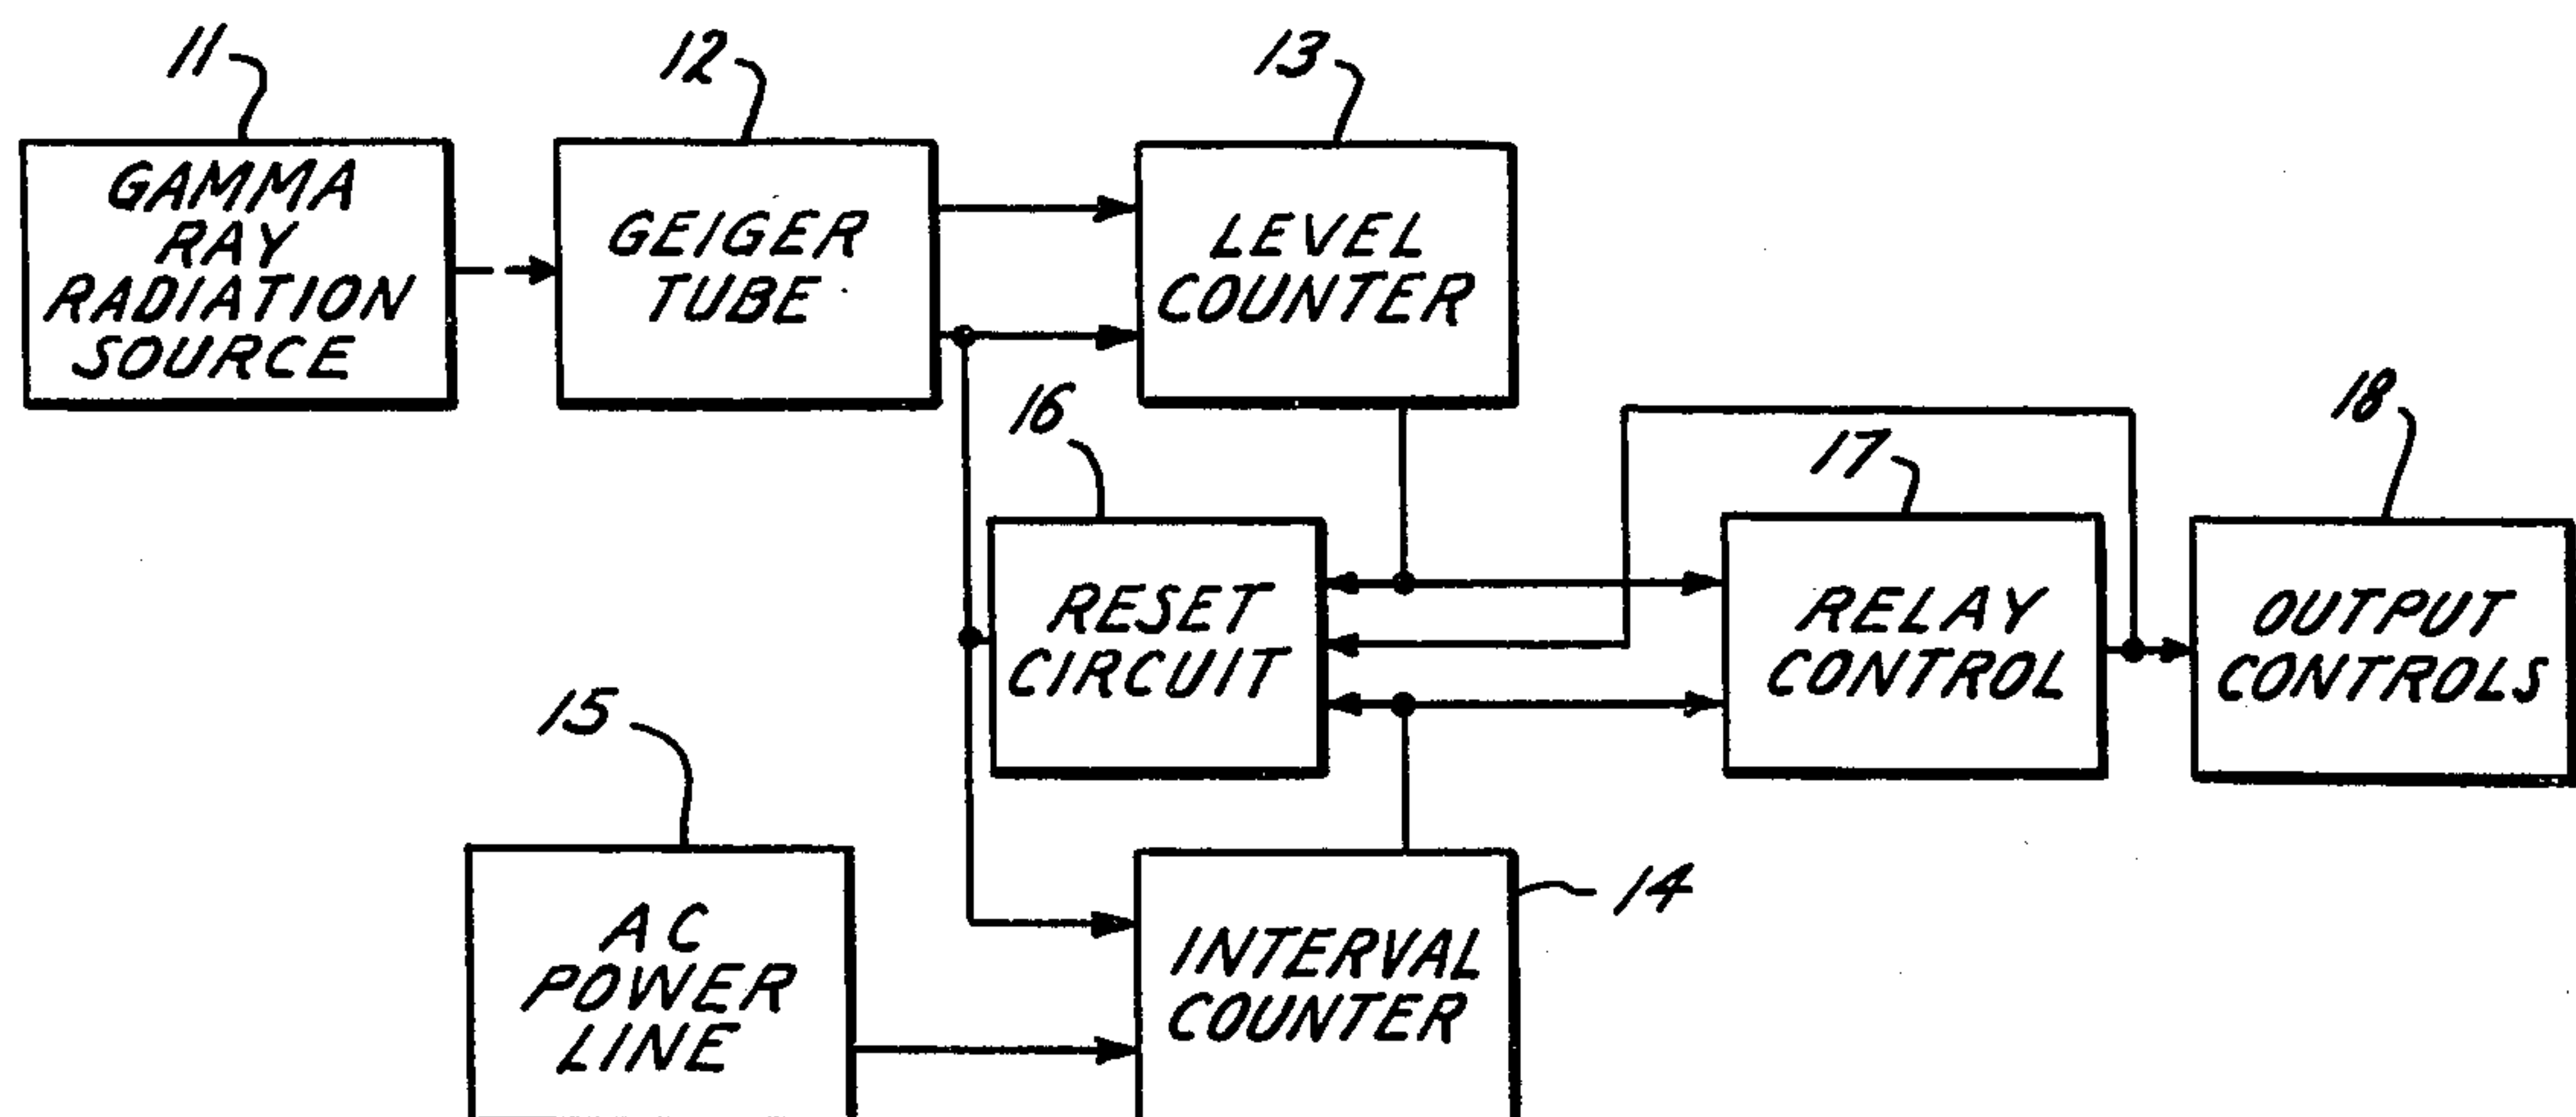 11
12
13
GAMMA
RAY
RADIATION
SOURCE
GEIGER
TUBE
LEVEL
COUNTER
16
17
18
RESET
CIRCUIT
RELAY
CONTROL
OUTPUT
CONTROLS
15
14
AC
POWER
LINE
INTERVAL
COUNTER